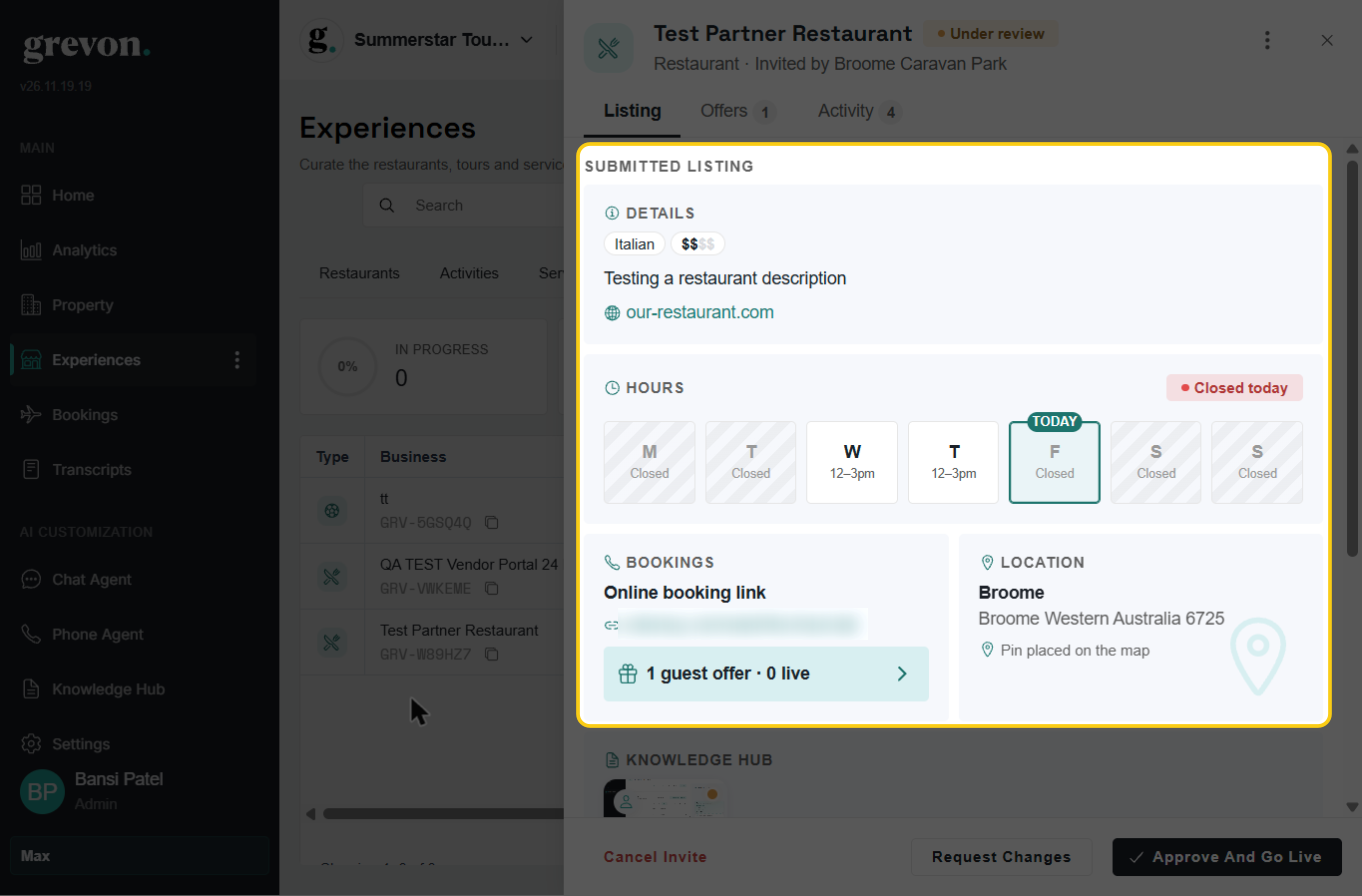 grevon.
v26.11.19.19
MAIN
Home
Analytics
Property
Experiences
Bookings
Transcripts
AI CUSTOMIZATION
Chat Agent
Phone Agent
Knowledge Hub
Settings
BP
Bansi Patel
Admin
Max
g.
Summerstar Tou...
Experiences
Curate the restaurants, tours and service
Search
Restaurants
Activities
Ser
0%
IN PROGRESS
0
Type
Business
tt
GRV-5GSQ4Q
QA TEST Vendor Portal 24
GRV-VWKEME
Test Partner Restaurant
GRV-W89HZ7
Test Partner Restaurant
Under review
Restaurant · Invited by Broome Caravan Park
Listing
Offers 1
Activity 4
SUBMITTED LISTING
DETAILS
Italian
$$$$
Testing a restaurant description
our-restaurant.com
HOURS
Closed today
TODAY
M
Closed
T
Closed
W
12–3pm
T
12–3pm
F
Closed
S
Closed
S
Closed
BOOKINGS
Online booking link
1 guest offer · 0 live
LOCATION
Broome
Broome Western Australia 6725
Pin placed on the map
KNOWLEDGE HUB
Cancel Invite
Request Changes
Approve And Go Live